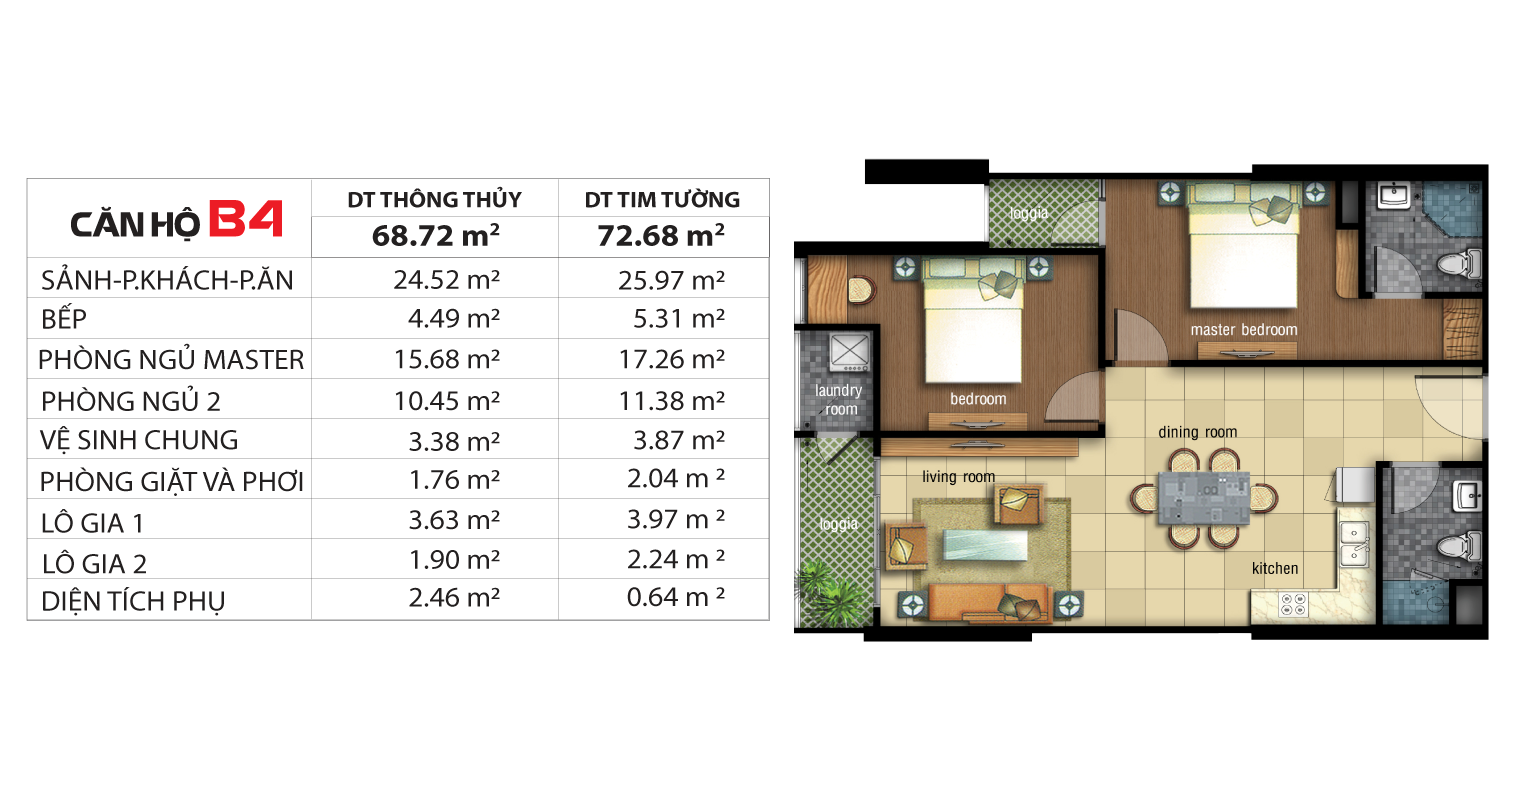 CĂN HỘ B4 DT THÔNG THỦY DT TIM TƯỜNG
68.72 m² 72.68 m²
SẢNH-P.KHÁCH-P.ĂN 24.52 m² 25.97 m²
BẾP 4.49 m² 5.31 m²
PHÒNG NGỦ MASTER 15.68 m² 17.26 m²
PHÒNG NGỦ 2 10.45 m² 11.38 m²
VỆ SINH CHUNG 3.38 m² 3.87 m²
PHÒNG GIẶT VÀ PHƠI 1.76 m² 2.04 m ²
LÔ GIA 1 3.63 m² 3.97 m ²
LÔ GIA 2 1.90 m² 2.24 m ²
DIỆN TÍCH PHỤ 2.46 m² 0.64 m ²
loggia
master bedroom
laundry
room
bedroom
dining room
living room
loggia
kitchen